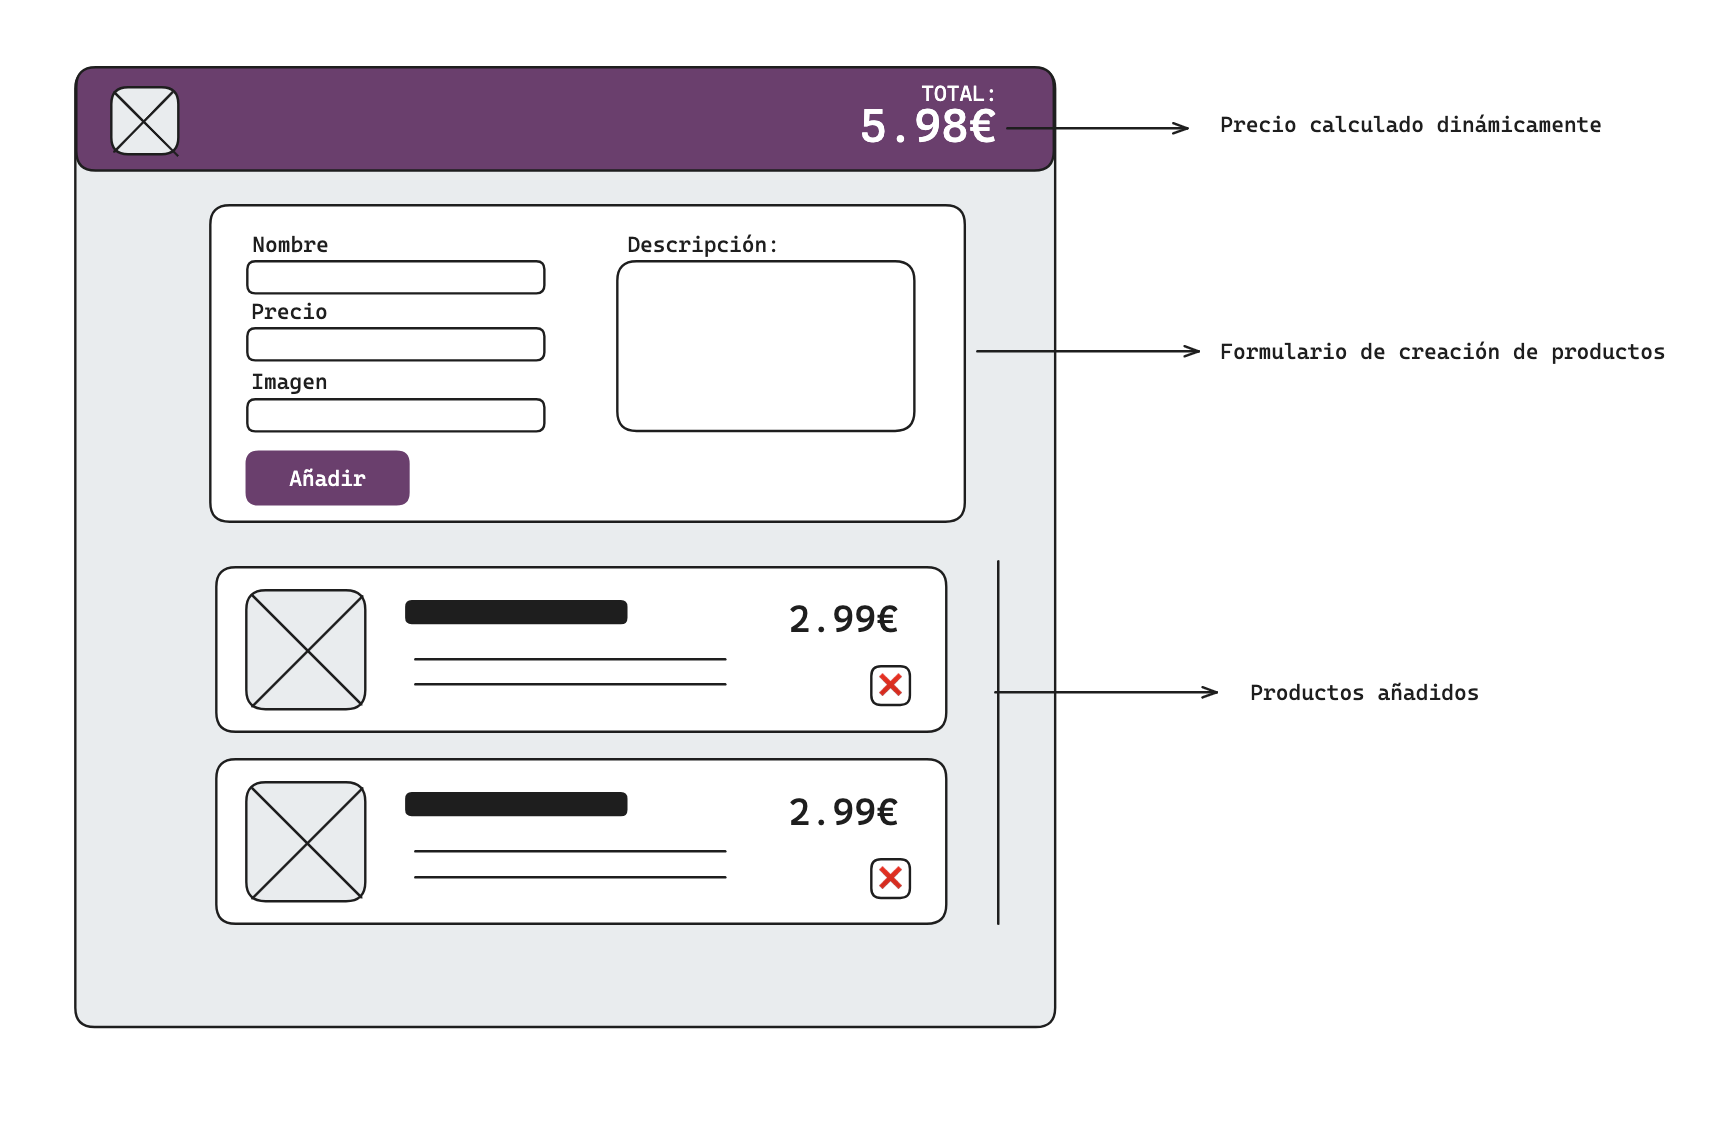 TOTAL:
5.98€
Precio calculado dinámicamente
Nombre
Descripción:
Precio
Imagen
Formulario de creación de productos
Añadir
2.99€
Productos añadidos
2.99€